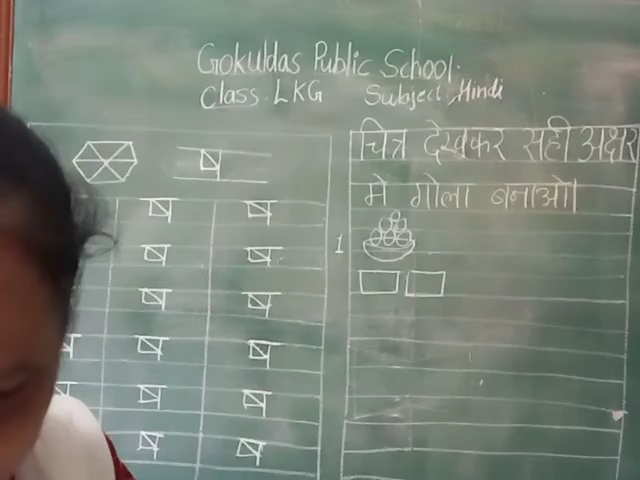 Gokuldas Public School.
Class LKG Subject Hindi
ष
ष ष
ष ष
ष ष
ष ष ष
ष ष ष
ष ष
चित्र देखकर सही अक्षर
मे गोला बनाओ।
1